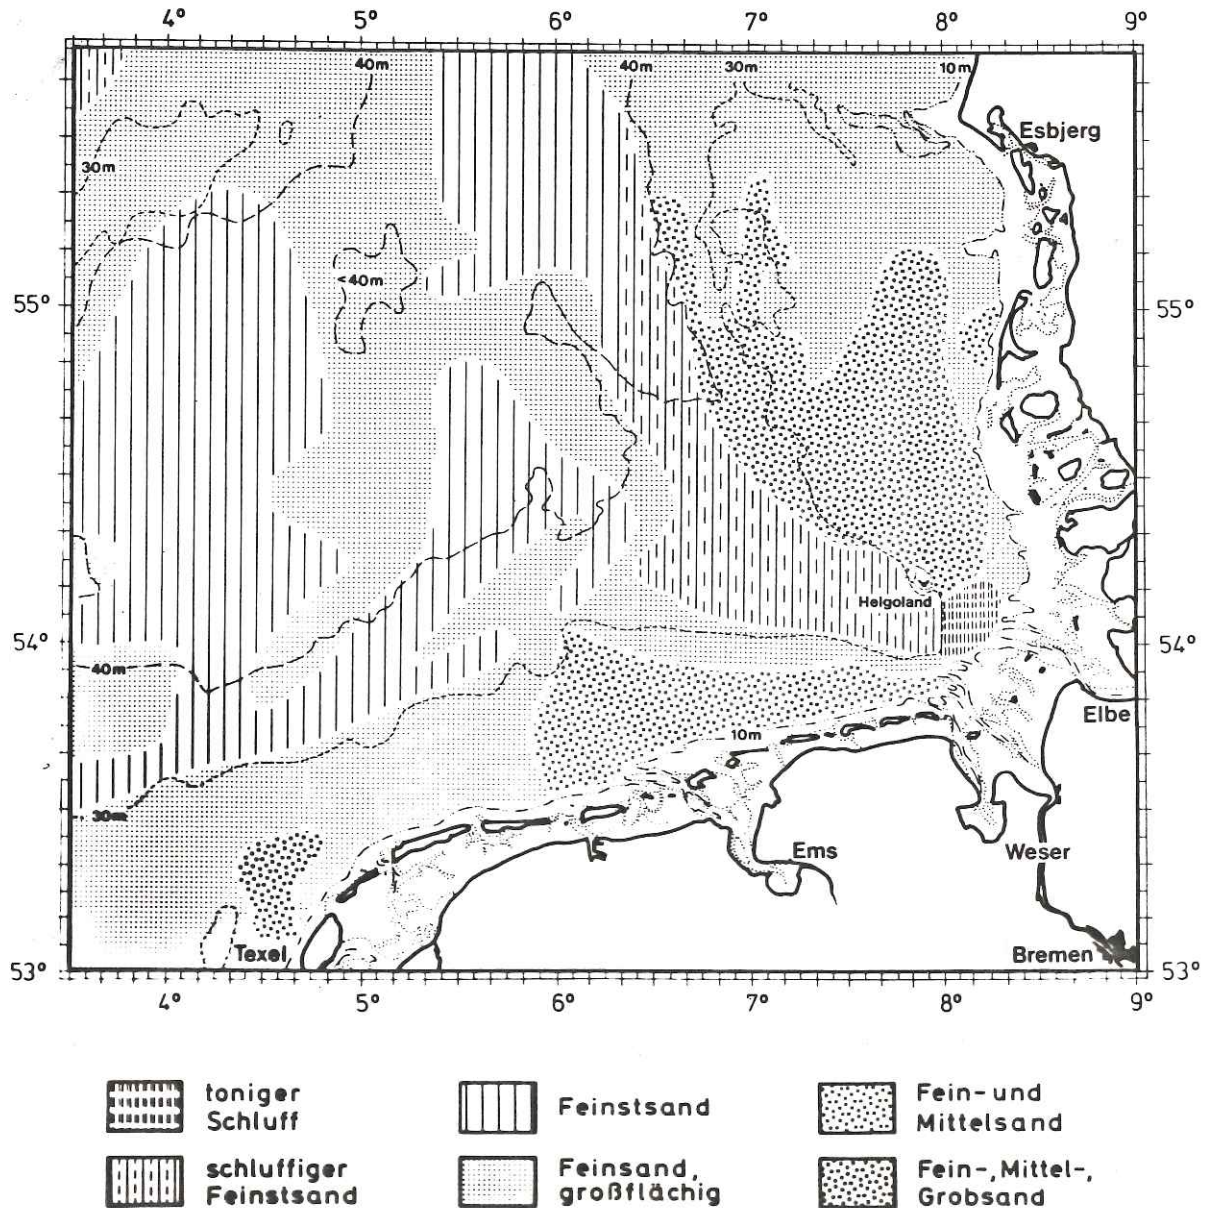 4° 5° 6° 7° 8° 9°
40m 40m 30m 10m
Esbjerg
30m
<40m
55° 55°
Helgoland
54° 54°
40m
Elbe
10m
30m
Ems Weser
Texel Bremen
53° 53°
4° 5° 6° 7° 8° 9°
toniger
Schluff
Feinstsand
Fein- und
Mittelsand
schluffiger
Feinstsand
Feinsand,
großflächig
Fein-, Mittel-,
Grobsand